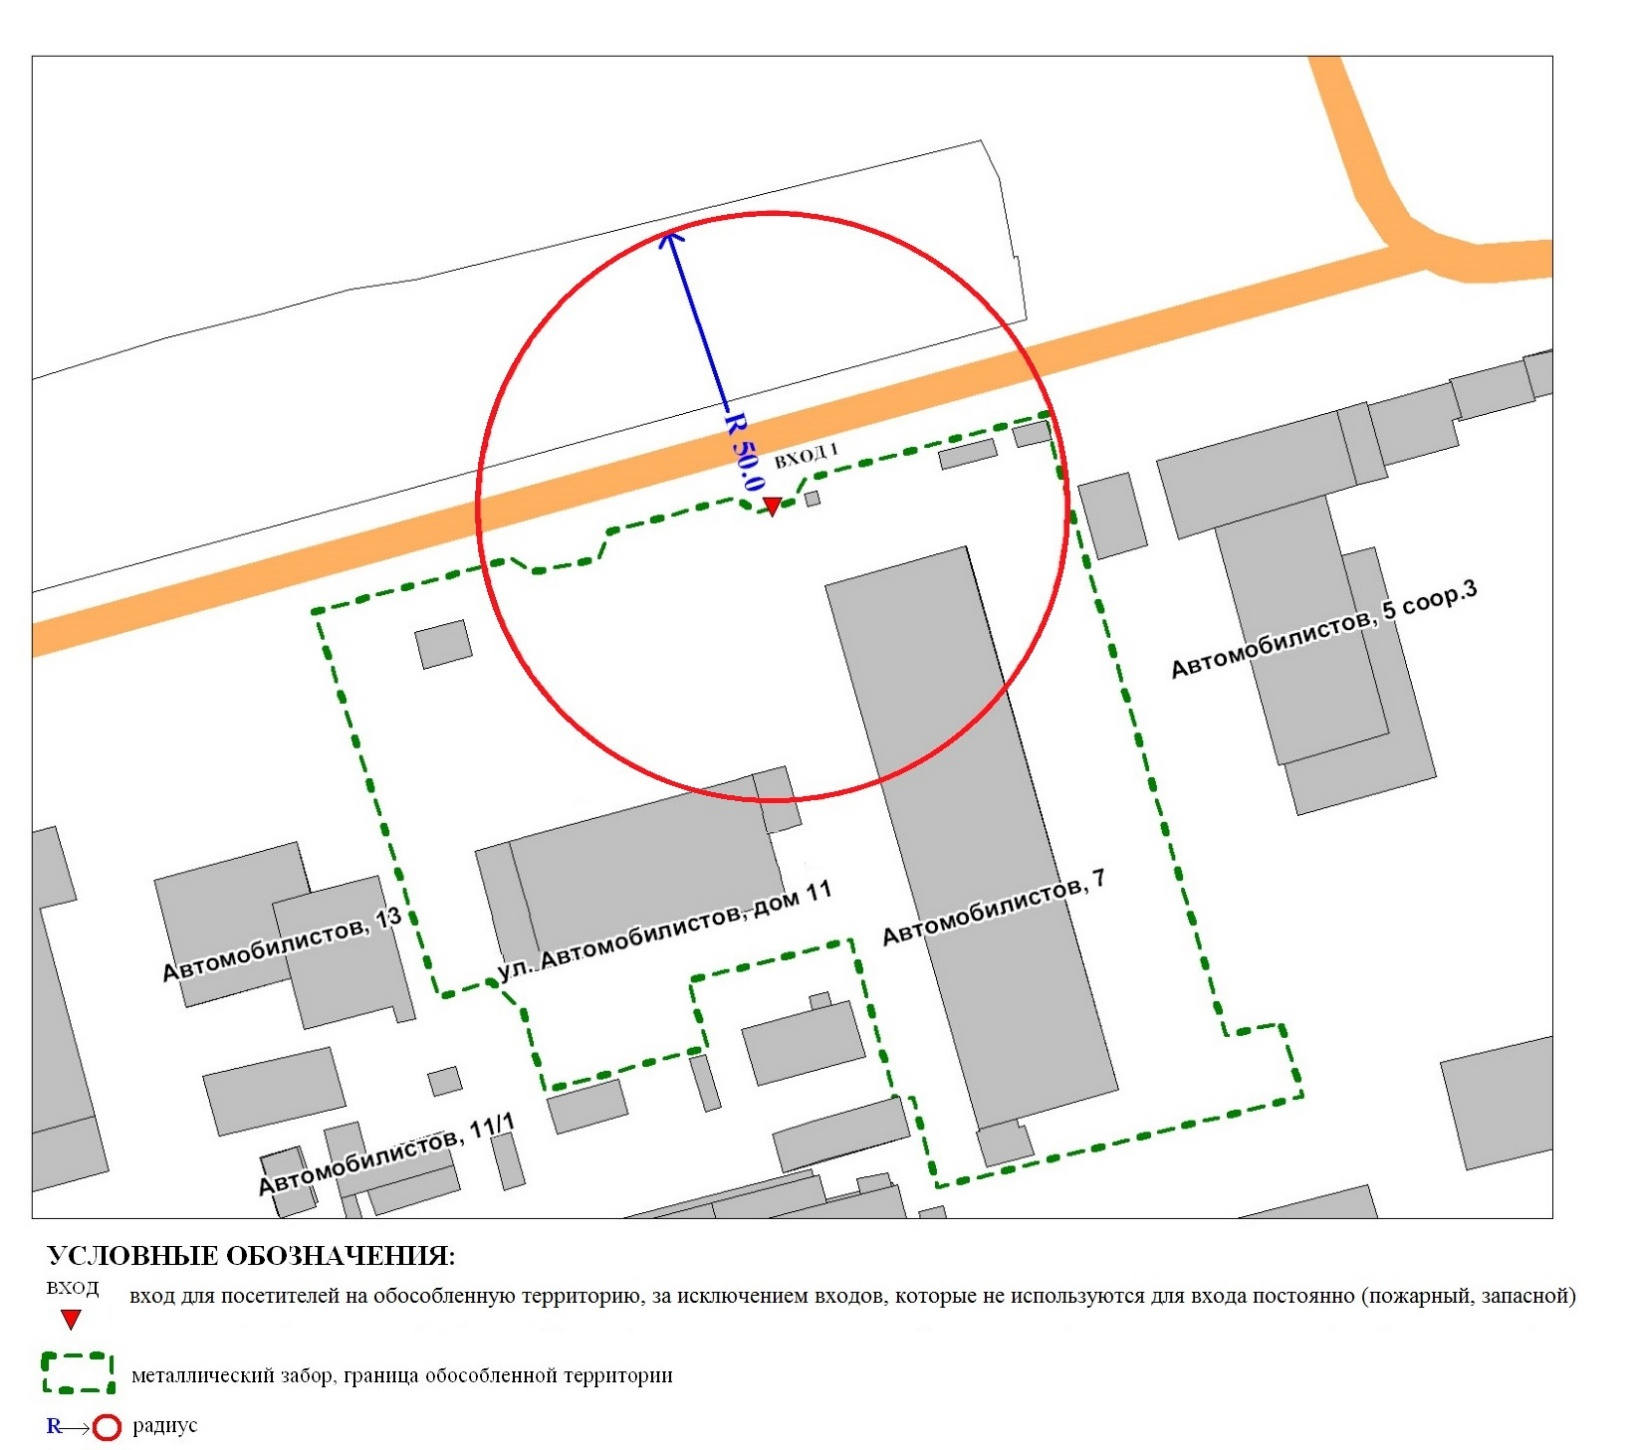 R 50.0
ВХОД 1
Автомобилистов, 5 соор.3
Автомобилистов, 7
ул. Автомобилистов, дом 11
Автомобилистов, 13
Автомобилистов, 11/1
УСЛОВНЫЕ ОБОЗНАЧЕНИЯ:
ВХОД
вход для посетителей на обособленную территорию, за исключением входов, которые не используются для входа постоянно (пожарный, запасной)
металлический забор, граница обособленной территории
R радиус